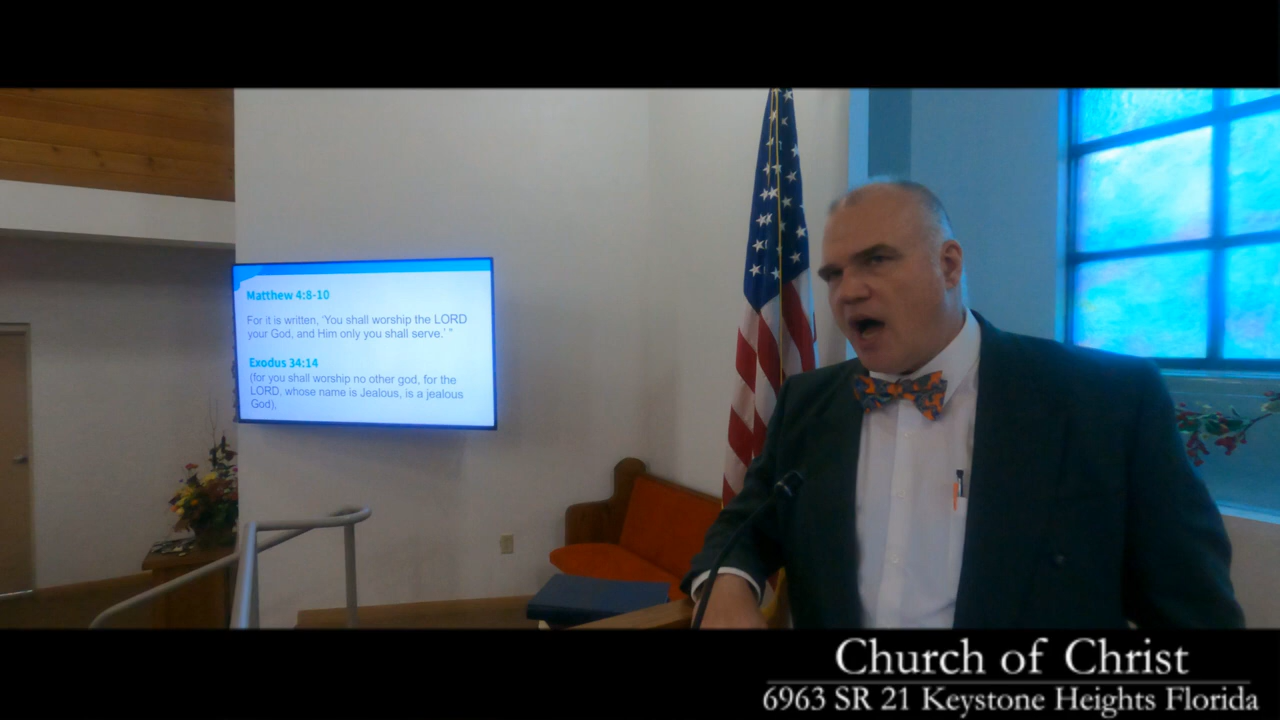 Matthew 4:8-10
For it is written, 'You shall worship the LORD
your God, and Him only you shall serve.' "
Exodus 34:14
(for you shall worship no other god, for the
LORD, whose name is Jealous, is a jealous
God),
Church of Christ
6963 SR 21 Keystone Heights Florida